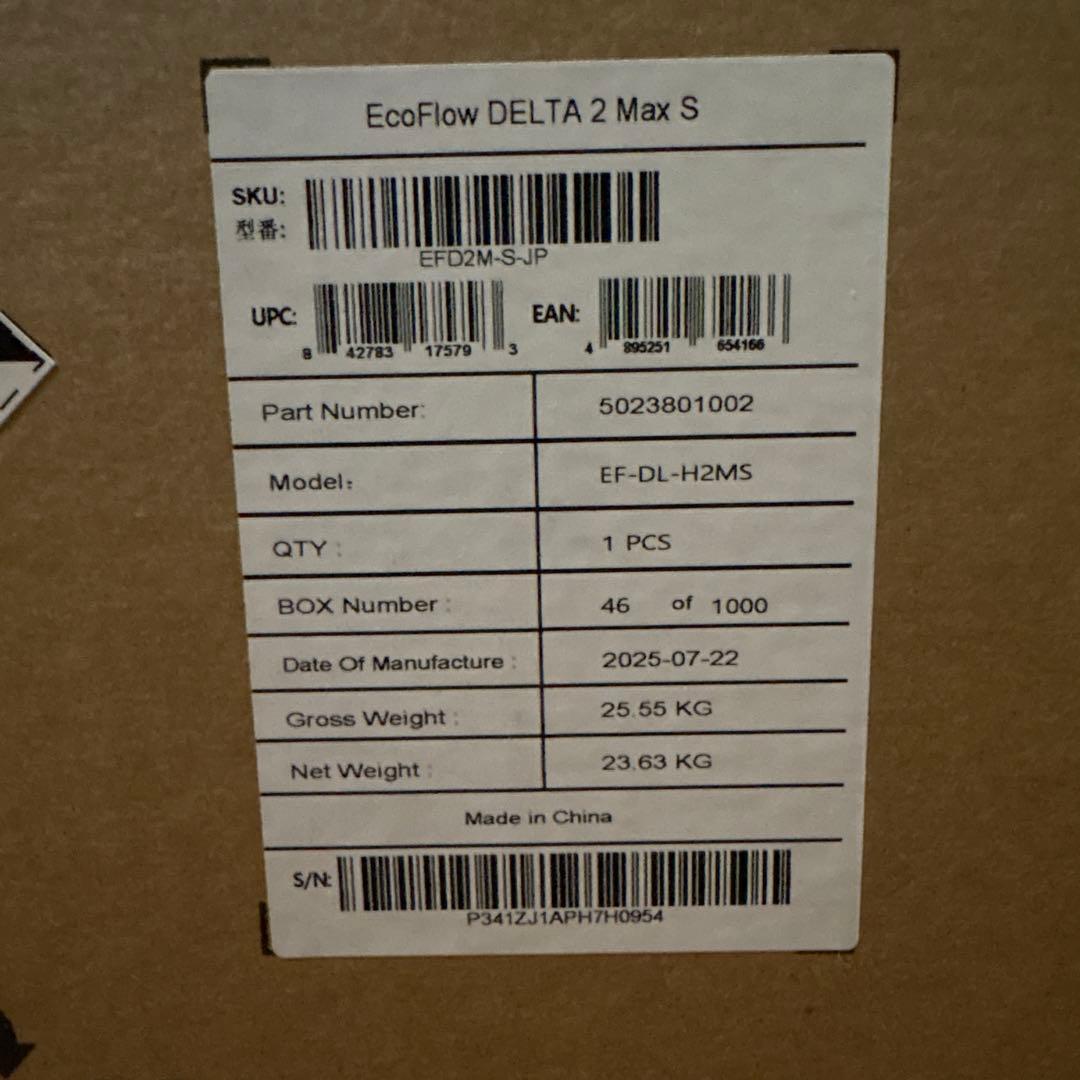 EcoFlow DELTA 2 Max S
SKU:
型番:
EFD2M-S-JP
UPC: 8 42783 17579 3 EAN: 4 895251 654166
Part Number: 5023801002
Model: EF-DL-H2MS
QTY : 1 PCS
BOX Number : 46 of 1000
Date Of Manufacture : 2025-07-22
Gross Weight : 25.55 KG
Net Weight : 23.63 KG
Made in China
S/N:
P341ZJ1APH7H0954